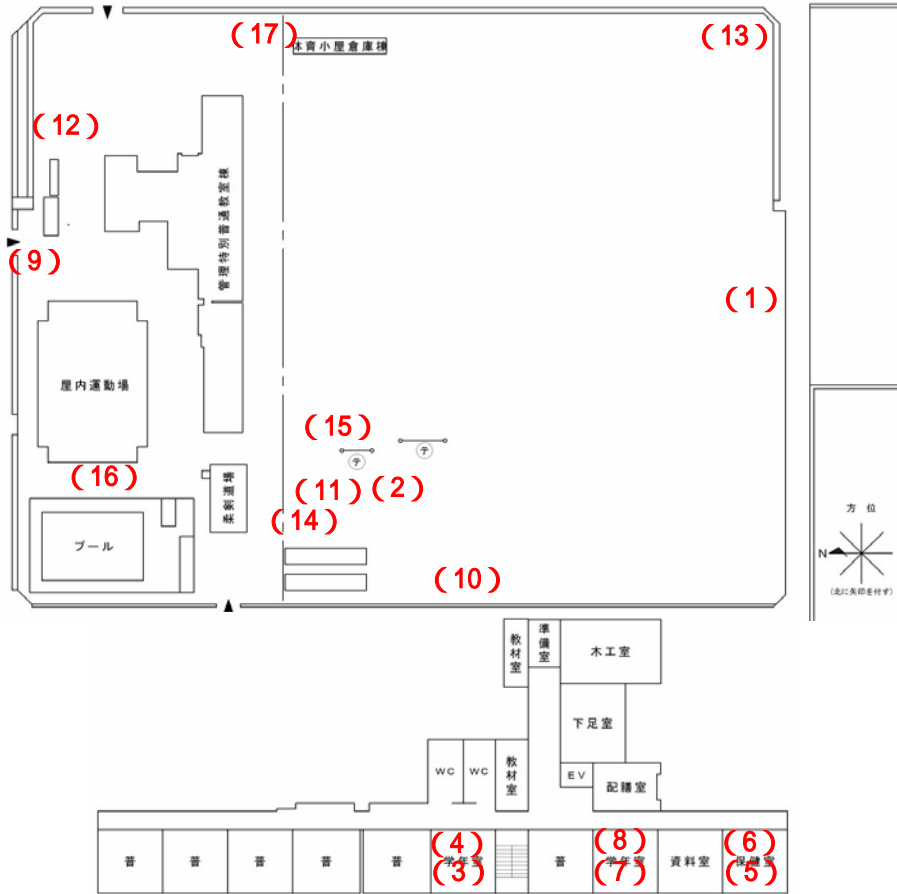 （17）
体育小屋倉庫棟
（13）
（12）
管理特別普通教室棟
（9）
（1）
屋内運動場
（15）
テ
テ
（16）
（11）
（2）
柔剣道場
（14）
プール
（10）
方位
N
(北に矢印を付す)
教材室
準備室
木工室
下足室
WC
WC
教材室
EV
配膳室
普
普
普
普
普
（4）
学年室
（3）
普
（8）
学年室
（7）
資料室
（6）
保健室
（5）